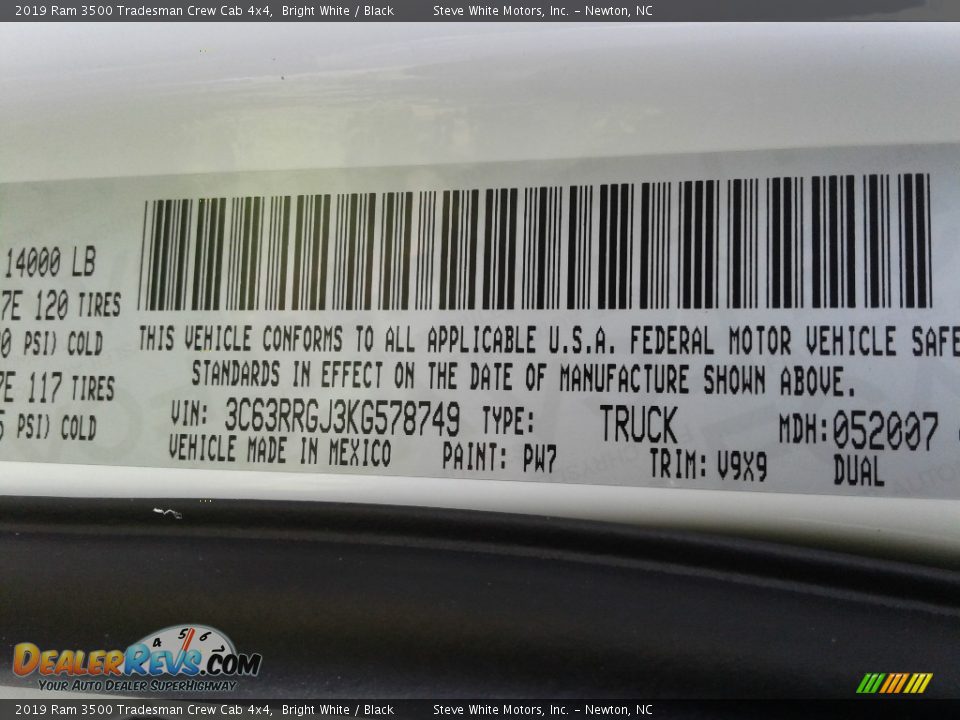 2019 Ram 3500 Tradesman Crew Cab 4x4, Bright White / Black Steve White Motors, Inc. – Newton, NC
14000 LB
7E 120 TIRES
0 PSI) COLD
7E 117 TIRES
5 PSI) COLD
THIS VEHICLE CONFORMS TO ALL APPLICABLE U.S.A. FEDERAL MOTOR VEHICLE SAFE
STANDARDS IN EFFECT ON THE DATE OF MANUFACTURE SHOWN ABOVE.
VIN: 3C63RRGJ3KG578749 TYPE: TRUCK MDH:052007
VEHICLE MADE IN MEXICO PAINT: PW7 TRIM: V9X9 DUAL
4 5 6
DEALERREVS.COM
YOUR AUTO DEALER SUPERHIGHWAY
2019 Ram 3500 Tradesman Crew Cab 4x4, Bright White / Black Steve White Motors, Inc. – Newton, NC